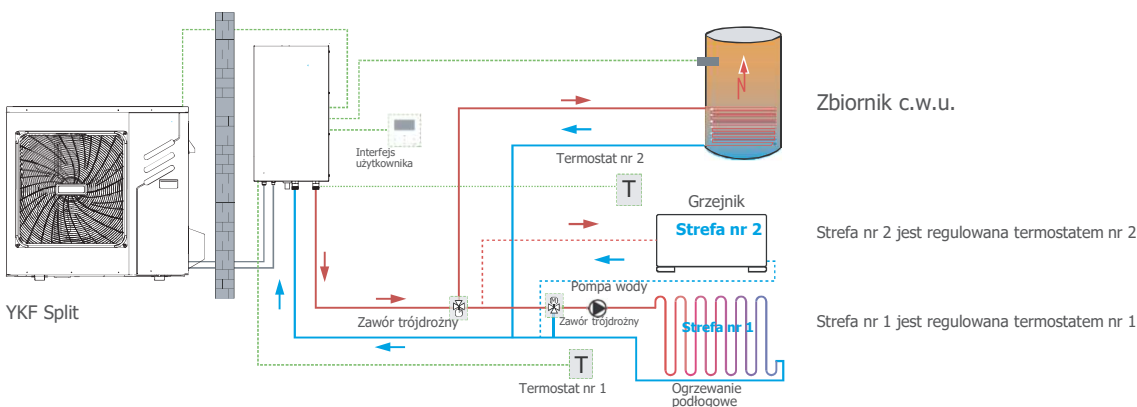 Zbiornik c.w.u.
Interfejs
użytkownika
Termostat nr 2
T
Grzejnik
Strefa nr 2
Strefa nr 2 jest regulowana termostatem nr 2
Pompa wody
YKF Split
Zawór trójdrożny
M
Zawór trójdrożny
Strefa nr 1
Strefa nr 1 jest regulowana termostatem nr 1
T
Termostat nr 1
Ogrzewanie
podłogowe